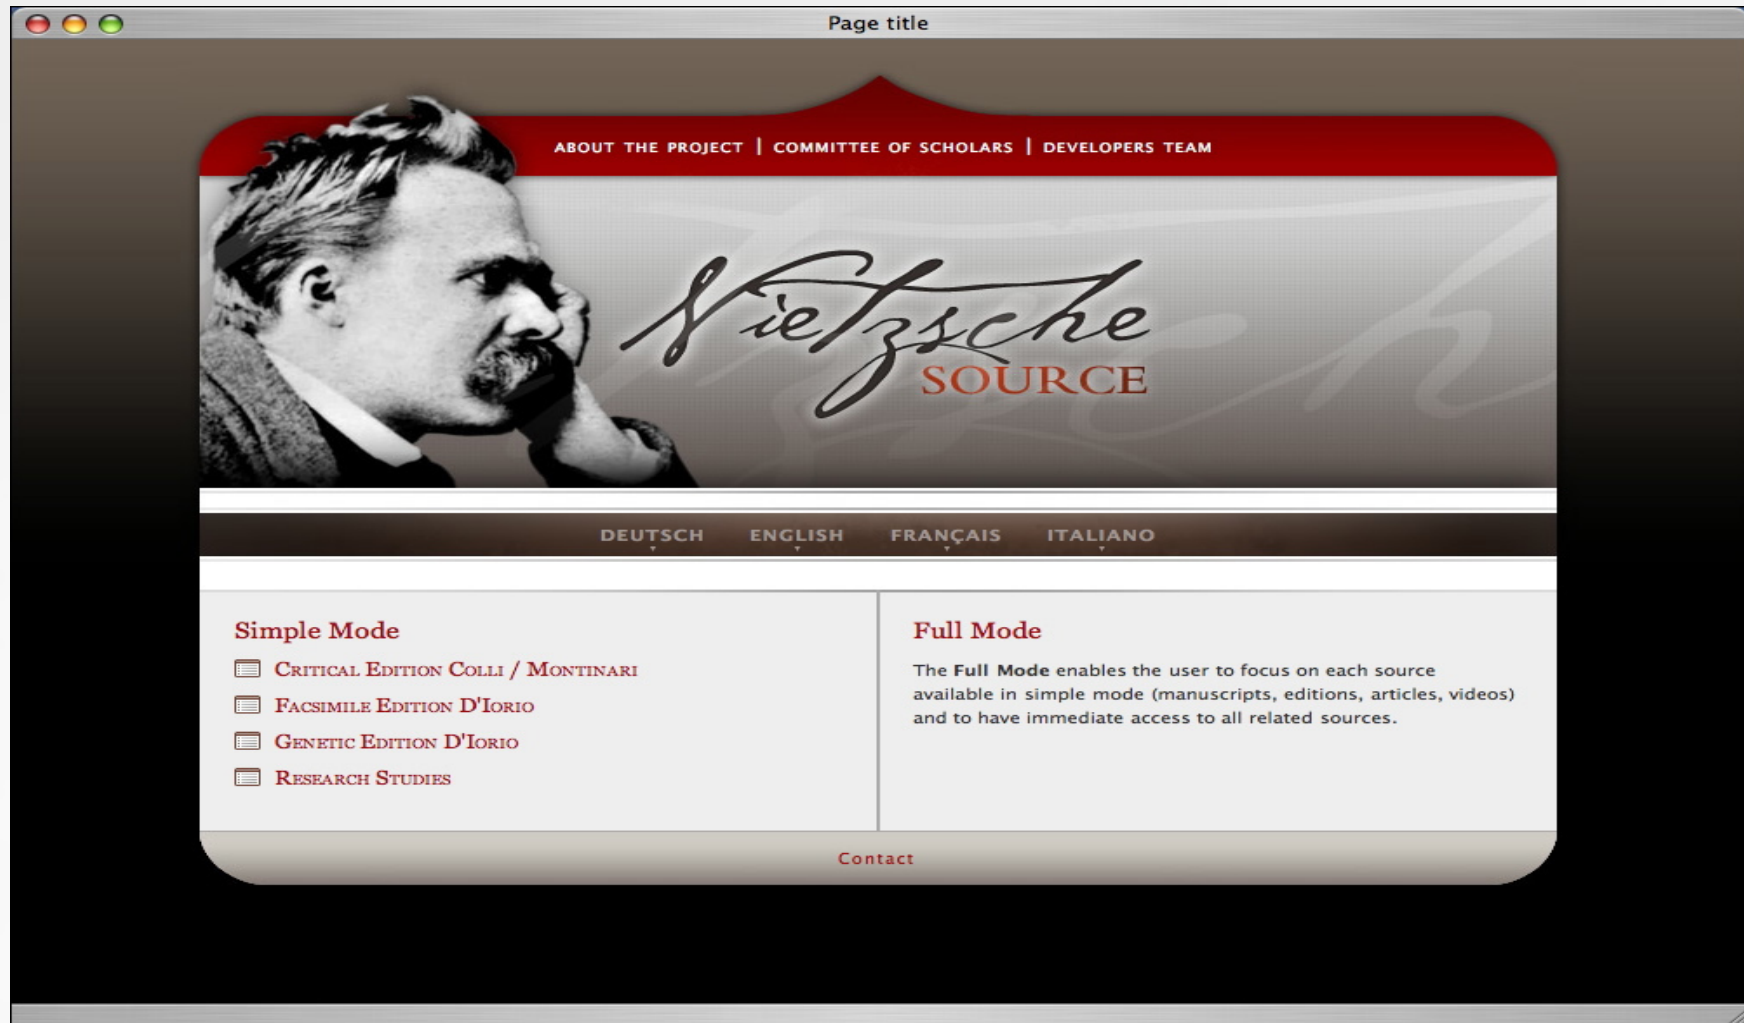 Page title
ABOUT THE PROJECT | COMMITTEE OF SCHOLARS | DEVELOPERS TEAM
Nietzsche
SOURCE
DEUTSCH ENGLISH FRANÇAIS ITALIANO
Simple Mode
CRITICAL EDITION COLLI / MONTINARI
FACSIMILE EDITION D'IORIO
GENETIC EDITION D'IORIO
RESEARCH STUDIES
Full Mode
The Full Mode enables the user to focus on each source
available in simple mode (manuscripts, editions, articles, videos)
and to have immediate access to all related sources.
Contact